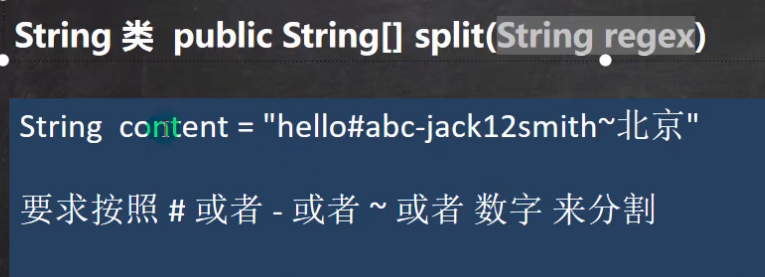 String 类 public String[] split(String regex)
String content = "hello#abc-jack12smith~北京"
要求按照 # 或者 - 或者 ~ 或者 数字 来分割